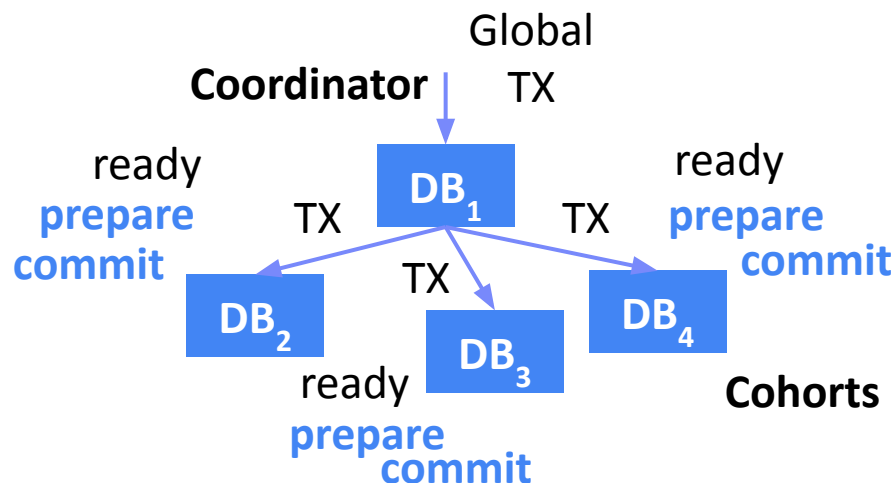 Global
TX
Coordinator
DB₁
ready
prepare
commit
TX
TX
TX
ready
prepare
commit
DB₂
DB₃
DB₄
ready
prepare
commit
Cohorts